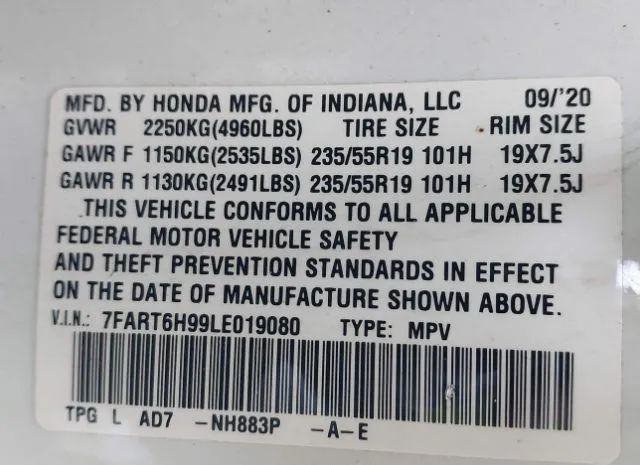 MFD. BY HONDA MFG. OF INDIANA, LLC 09/'20
GVWR 2250KG(4960LBS) TIRE SIZE RIM SIZE
GAWR F 1150KG(2535LBS) 235/55R19 101H 19X7.5J
GAWR R 1130KG(2491LBS) 235/55R19 101H 19X7.5J
THIS VEHICLE CONFORMS TO ALL APPLICABLE
FEDERAL MOTOR VEHICLE SAFETY
AND THEFT PREVENTION STANDARDS IN EFFECT
ON THE DATE OF MANUFACTURE SHOWN ABOVE.
V.I.N.: 7FART6H99LE019080 TYPE: MPV
TPG L AD7 -NH883P -A-E